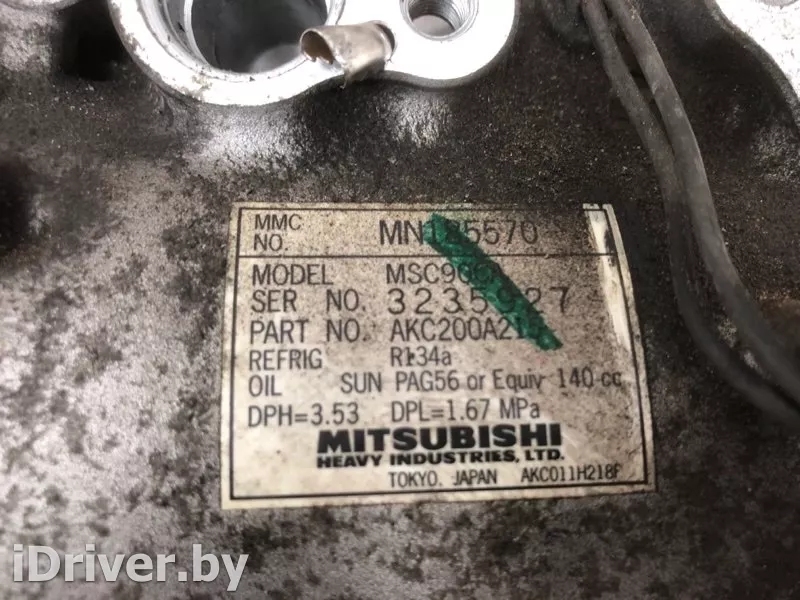 MMC
NO.
MODEL
SER NO.
PART NO.
REFRIG R134a
OIL SUN PAG56 or Equiv 140 cc
DPH=3.53 DPL=1.67 MPa
MITSUBISHI
HEAVY INDUSTRIES, LTD.
TOKYO. JAPAN AKC011H218F
iDriver.by